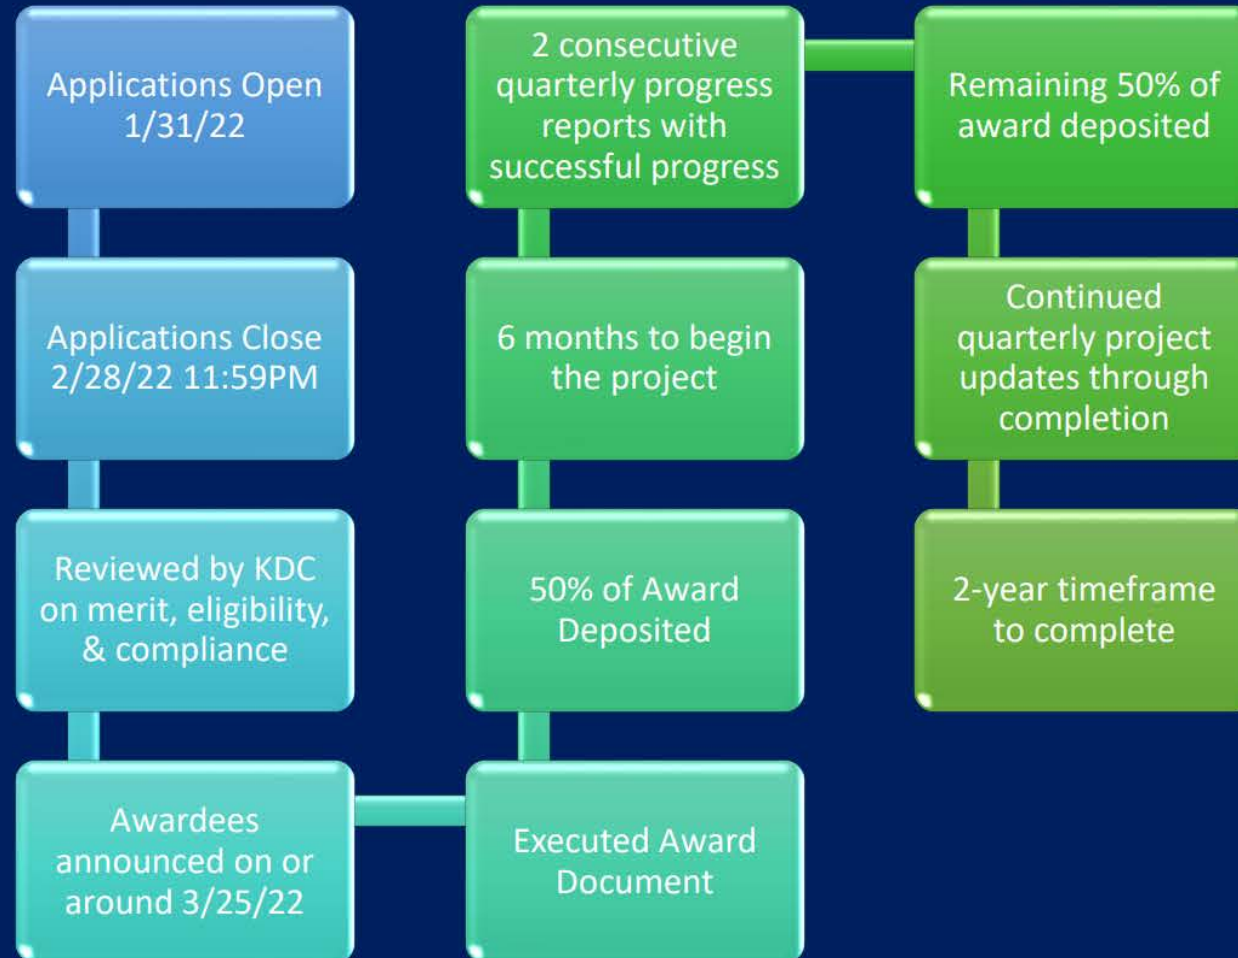 Applications Open
1/31/22
Applications Close
2/28/22 11:59PM
Reviewed by KDC
on merit, eligibility,
& compliance
Awardees
announced on or
around 3/25/22
Executed Award
Document
50% of Award
Deposited
6 months to begin
the project
2 consecutive
quarterly progress
reports with
successful progress
Remaining 50% of
award deposited
Continued
quarterly project
updates through
completion
2-year timeframe
to complete